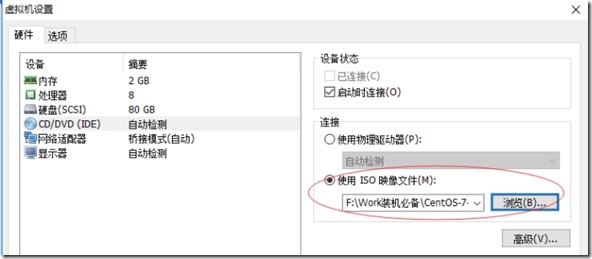 虚拟机设置
硬件 选项
设备 摘要
内存 2 GB
处理器 8
硬盘(SCSI) 80 GB
CD/DVD (IDE) 自动检测
网络适配器 桥接模式(自动)
显示器 自动检测
设备状态
已连接(C)
启动时连接(O)
连接
使用物理驱动器(P):
自动检测
使用 ISO 映像文件(M):
F:\Work装机必备\CentOS-7-
浏览(B)...
高级(V)...